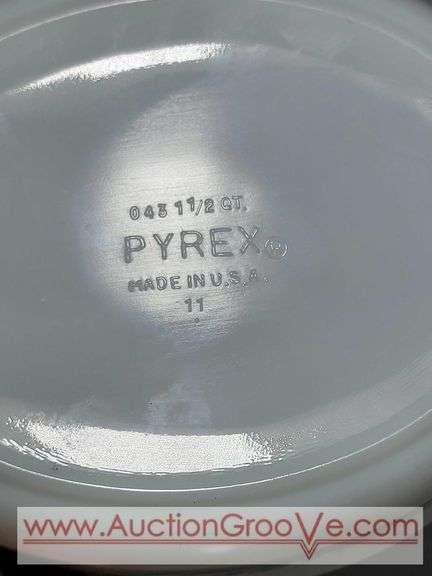 043 1 1/2 QT.
PYREX®
MADE IN U.S.A.
11
www.AuctionGrooVe.com